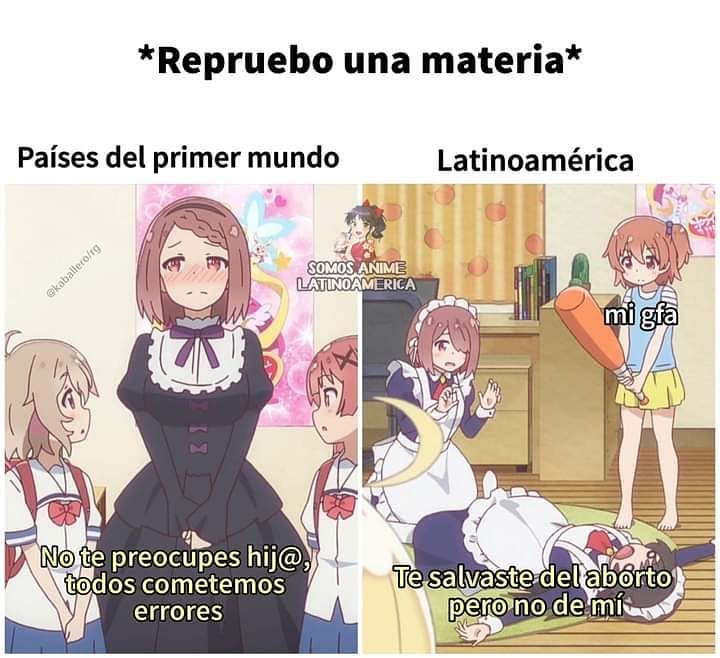 *Repruebo una materia*
Países del primer mundo
Latinoamérica
@kaballero/rg
SOMOS ANIME
LATINOAMERICA
mi gfa
No te preocupes hij@,
todos cometemos
errores
Te salvaste del aborto
pero no de mí